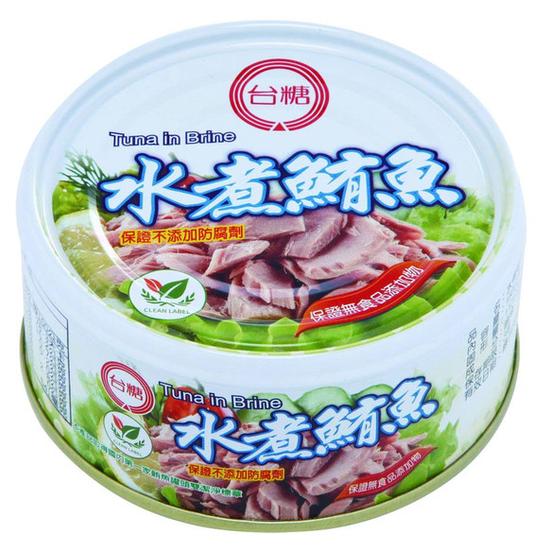 台糖
Tuna in Brine
水煮鮪魚
保證不添加防腐劑
CLEAN LABEL
保證無食品添加物
台糖
Tuna in Brine
水煮鮪魚
CLEAN LABEL
保證不添加防腐劑
保證無食品添加物